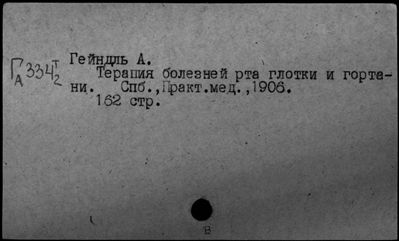 Гейндль А.
Г 334 т
А 2
Терапия болезней рта глотки и горта-
ни. Спб.,Практ.мед.,1906.
162 стр.
В